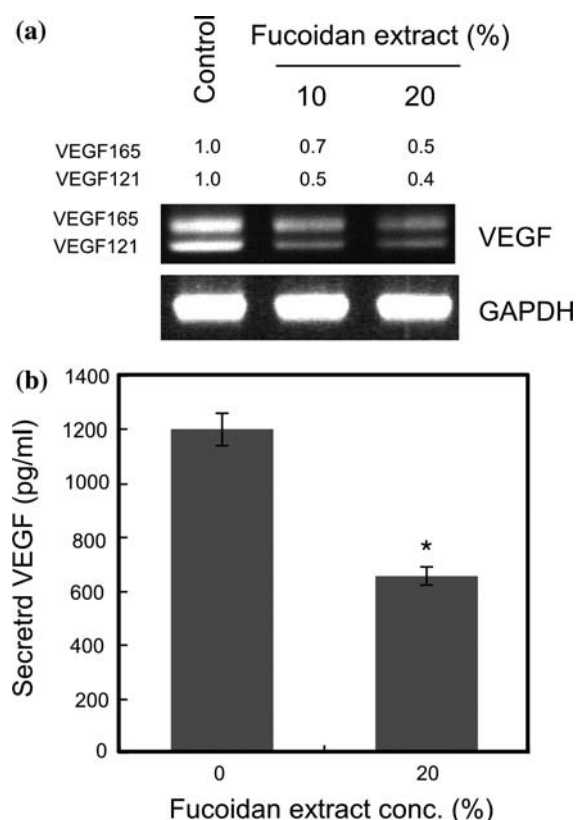 (a)
Control
Fucoidan extract (%)
10 20
VEGF165 1.0 0.7 0.5
VEGF121 1.0 0.5 0.4
VEGF165
VEGF121
VEGF
GAPDH
(b)
1400
1200
1000
800
600
400
200
0
Secretrd VEGF (pg/ml)
*
0 20
Fucoidan extract conc. (%)